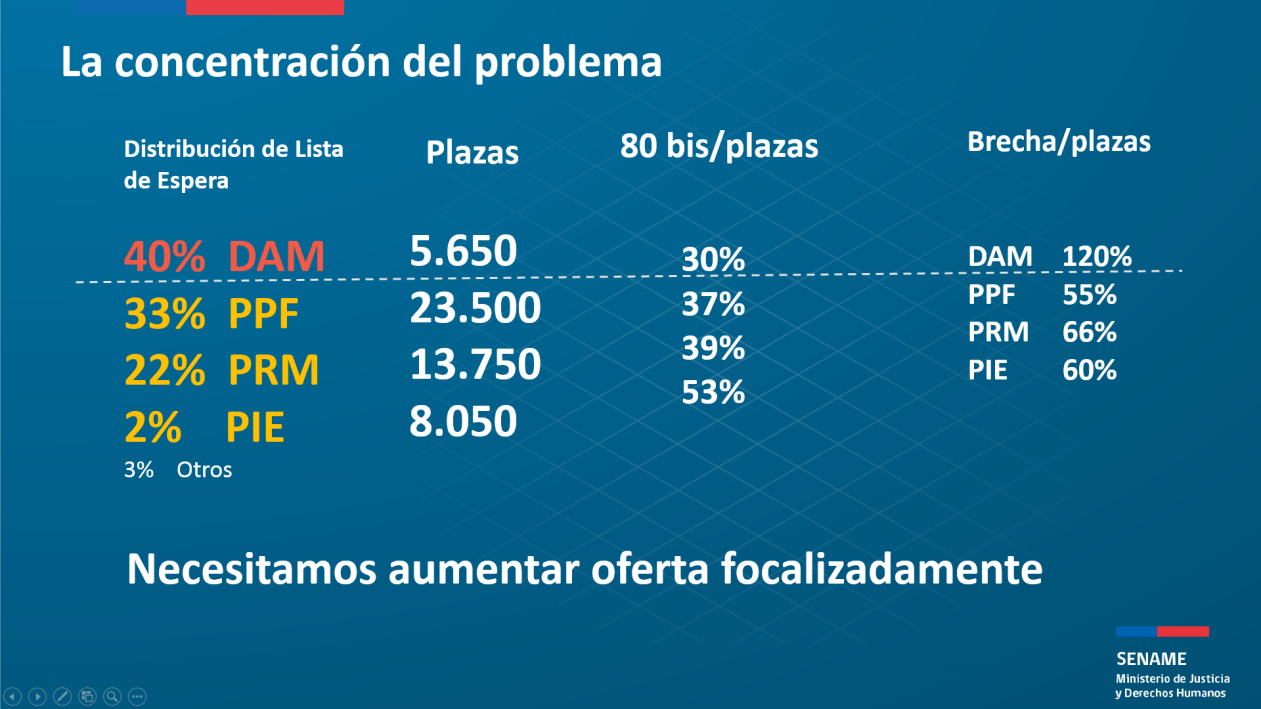 La concentración del problema
Distribución de Lista
de Espera
Plazas
80 bis/plazas
Brecha/plazas
40% DAM
5.650
30%
DAM 120%
33% PPF
23.500
37%
PPF 55%
22% PRM
13.750
39%
PRM 66%
2% PIE
8.050
53%
PIE 60%
3% Otros
Necesitamos aumentar oferta focalizadamente
SENAME
Ministerio de Justicia
y Derechos Humanos